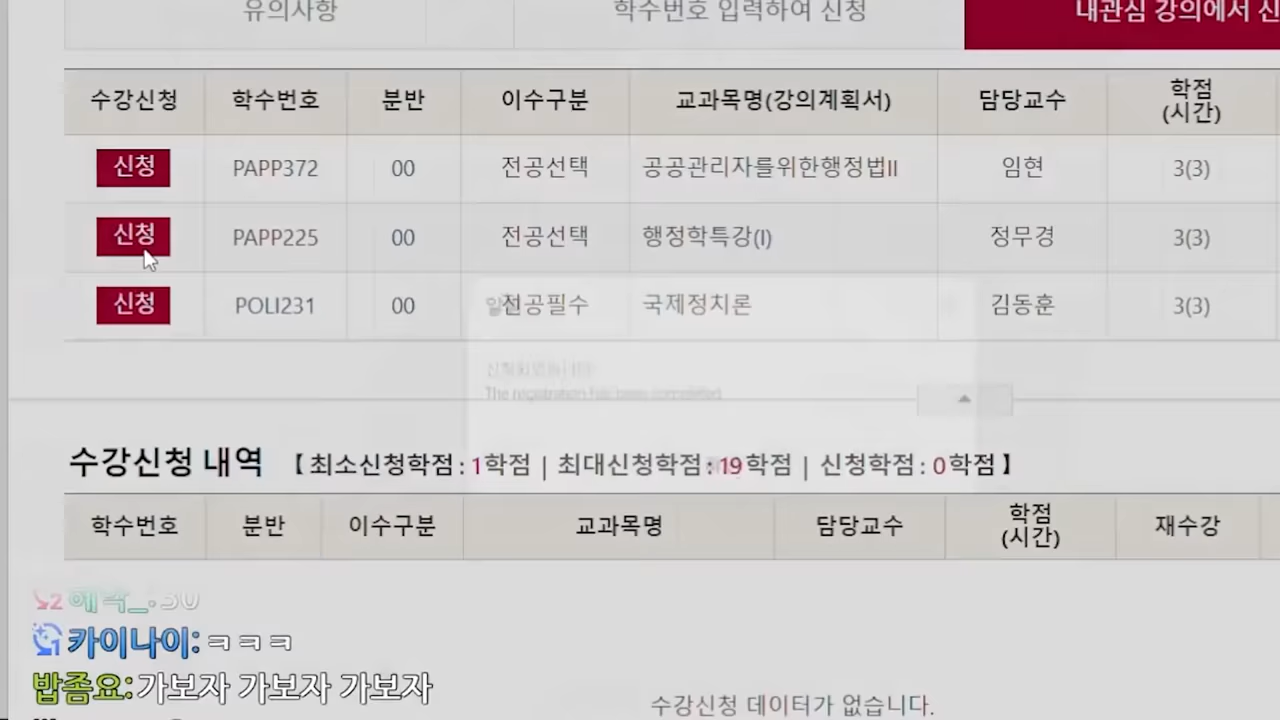 유의사항 학수번호 입력하여 신청 내관심 강의에서 신
수강신청 학수번호 분반 이수구분 교과목명(강의계획서) 담당교수 학점
(시간)
신청 PAPP372 00 전공선택 공공관리자를위한행정법II 임현 3(3)
신청 PAPP225 00 전공선택 행정학특강(I) 정무경 3(3)
신청 POLI231 00 전공필수 국제정치론 김동훈 3(3)
The registration has been completed.
수강신청 내역 【 최소신청학점 : 1학점 | 최대신청학점 : 19학점 | 신청학점 : 0학점 】
학수번호 분반 이수구분 교과목명 담당교수 학점
(시간) 재수강
카이나이: ㅋㅋㅋ
밥좀요: 가보자 가보자 가보자
수강신청 데이터가 없습니다.